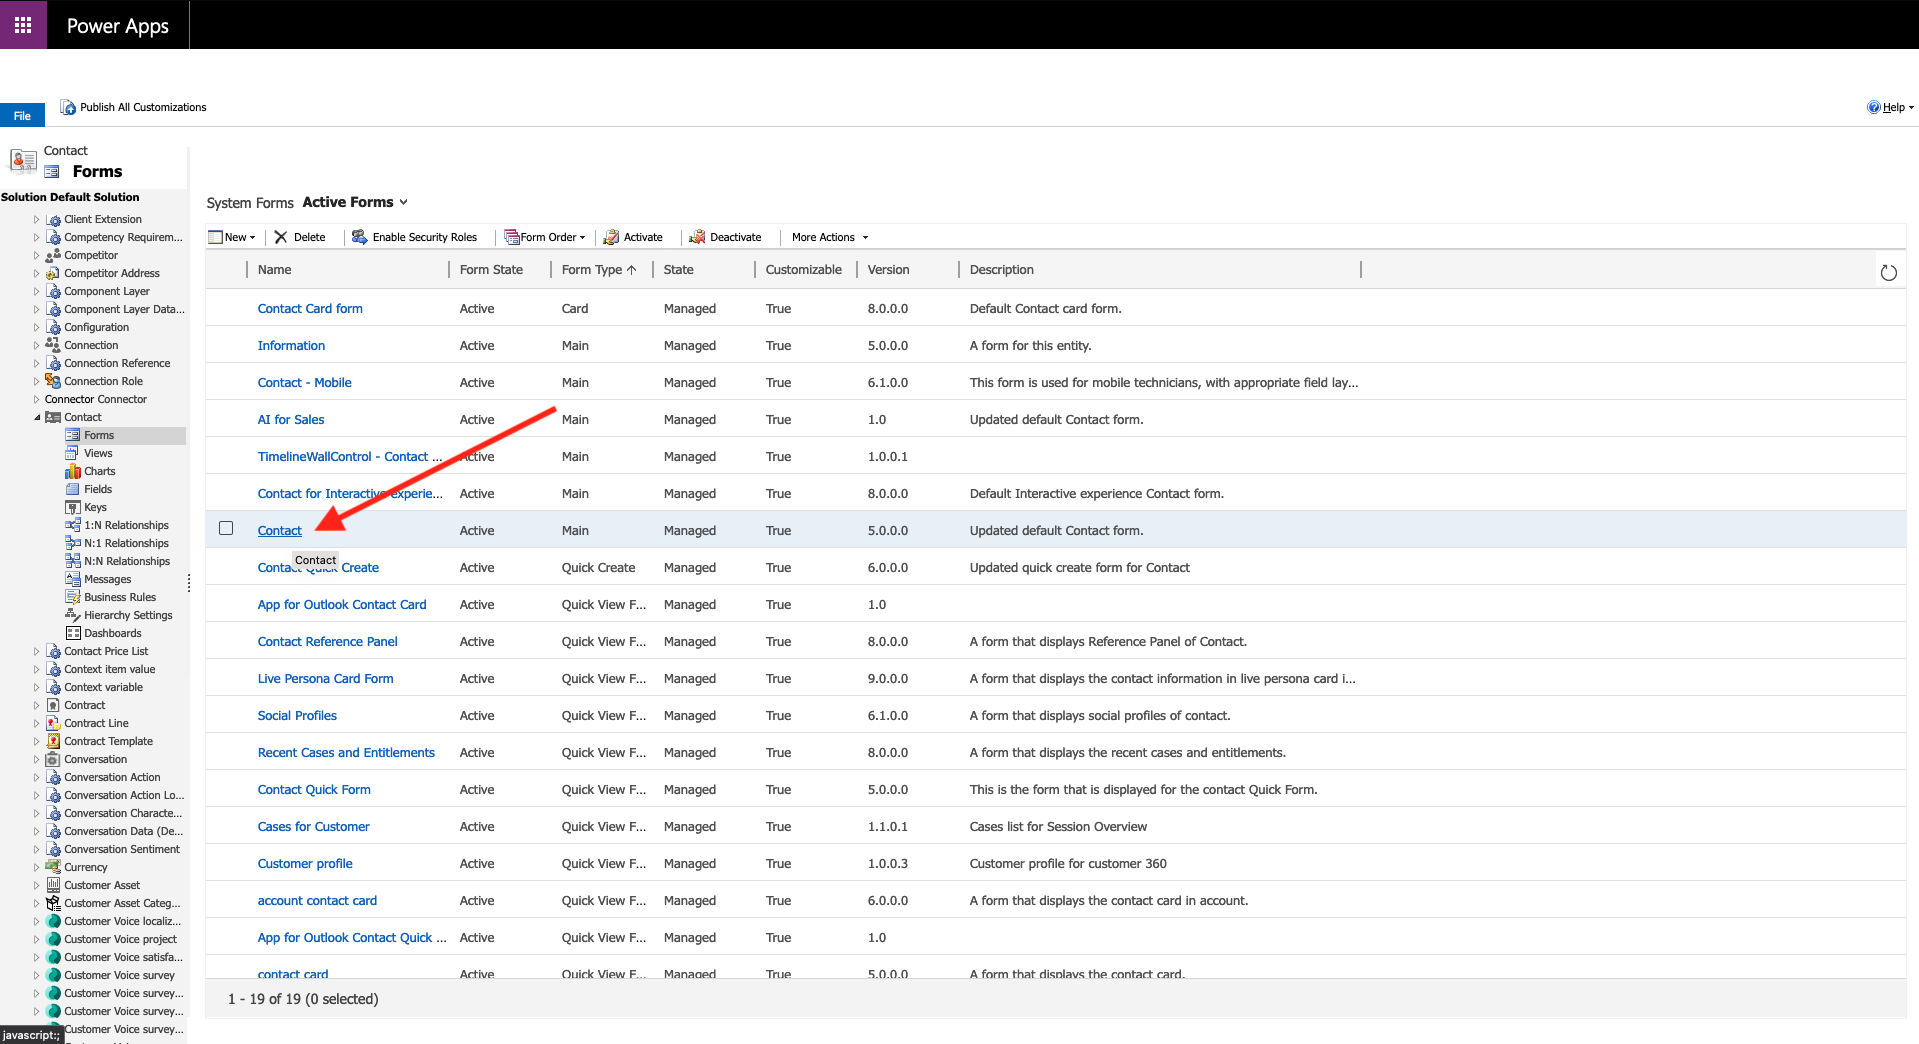 Power Apps
File
Publish All Customizations
Help
Contact
Forms
Solution Default Solution
Client Extension
Competency Requirem...
Competitor
Competitor Address
Component Layer
Component Layer Data...
Configuration
Connection
Connection Reference
Connection Role
Connector Connector
Contact
Forms
Views
Charts
Fields
Keys
1:N Relationships
N:1 Relationships
N:N Relationships
Messages
Business Rules
Hierarchy Settings
Dashboards
Contact Price List
Context item value
Context variable
Contract
Contract Line
Contract Template
Conversation
Conversation Action
Conversation Action Lo...
Conversation Characte...
Conversation Data (De...
Conversation Sentiment
Currency
Customer Asset
Customer Asset Categ...
Customer Voice localiz...
Customer Voice project
Customer Voice satisfa...
Customer Voice survey
Customer Voice survey...
Customer Voice survey...
Customer Voice survey...
javascript:;
System Forms Active Forms
New Delete Enable Security Roles Form Order Activate Deactivate More Actions
Name Form State Form Type State Customizable Version Description
Contact Card form Active Card Managed True 8.0.0.0 Default Contact card form.
Information Active Main Managed True 5.0.0.0 A form for this entity.
Contact - Mobile Active Main Managed True 6.1.0.0 This form is used for mobile technicians, with appropriate field lay...
AI for Sales Active Main Managed True 1.0 Updated default Contact form.
TimelineWallControl - Contact ... Active Main Managed True 1.0.0.1
Contact for Interactive experie... Active Main Managed True 8.0.0.0 Default Interactive experience Contact form.
Contact Active Main Managed True 5.0.0.0 Updated default Contact form.
Contact
Contact Quick Create Active Quick Create Managed True 6.0.0.0 Updated quick create form for Contact
App for Outlook Contact Card Active Quick View F... Managed True 1.0
Contact Reference Panel Active Quick View F... Managed True 8.0.0.0 A form that displays Reference Panel of Contact.
Live Persona Card Form Active Quick View F... Managed True 9.0.0.0 A form that displays the contact information in live persona card i...
Social Profiles Active Quick View F... Managed True 6.1.0.0 A form that displays social profiles of contact.
Recent Cases and Entitlements Active Quick View F... Managed True 8.0.0.0 A form that displays the recent cases and entitlements.
Contact Quick Form Active Quick View F... Managed True 5.0.0.0 This is the form that is displayed for the contact Quick Form.
Cases for Customer Active Quick View F... Managed True 1.1.0.1 Cases list for Session Overview
Customer profile Active Quick View F... Managed True 1.0.0.3 Customer profile for customer 360
account contact card Active Quick View F... Managed True 6.0.0.0 A form that displays the contact card in account.
App for Outlook Contact Quick ... Active Quick View F... Managed True 1.0
contact card Active Quick View F... Managed True 5.0.0.0 A form that displays the contact card.
1 - 19 of 19 (0 selected)